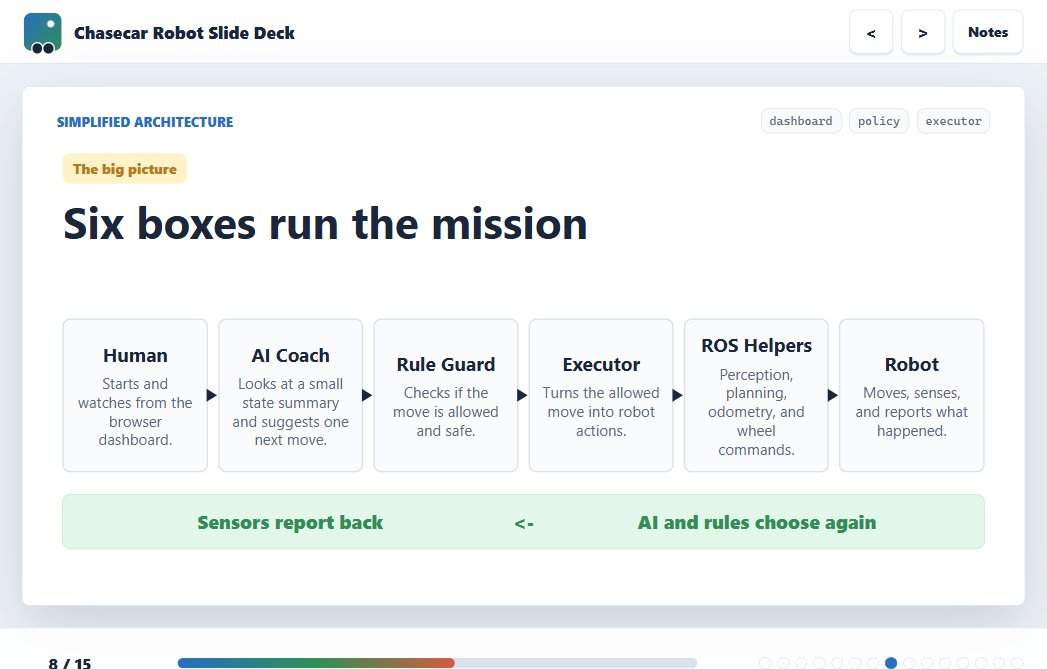 Chasecar Robot Slide Deck
<
>
Notes
SIMPLIFIED ARCHITECTURE
dashboard
policy
executor
The big picture
Six boxes run the mission
Human
Starts and
watches from the
browser
dashboard.
AI Coach
Looks at a small
state summary
and suggests one
next move.
Rule Guard
Checks if the
move is allowed
and safe.
Executor
Turns the allowed
move into robot
actions.
ROS Helpers
Perception,
planning,
odometry, and
wheel
commands.
Robot
Moves, senses,
and reports what
happened.
Sensors report back <- AI and rules choose again
8 / 15